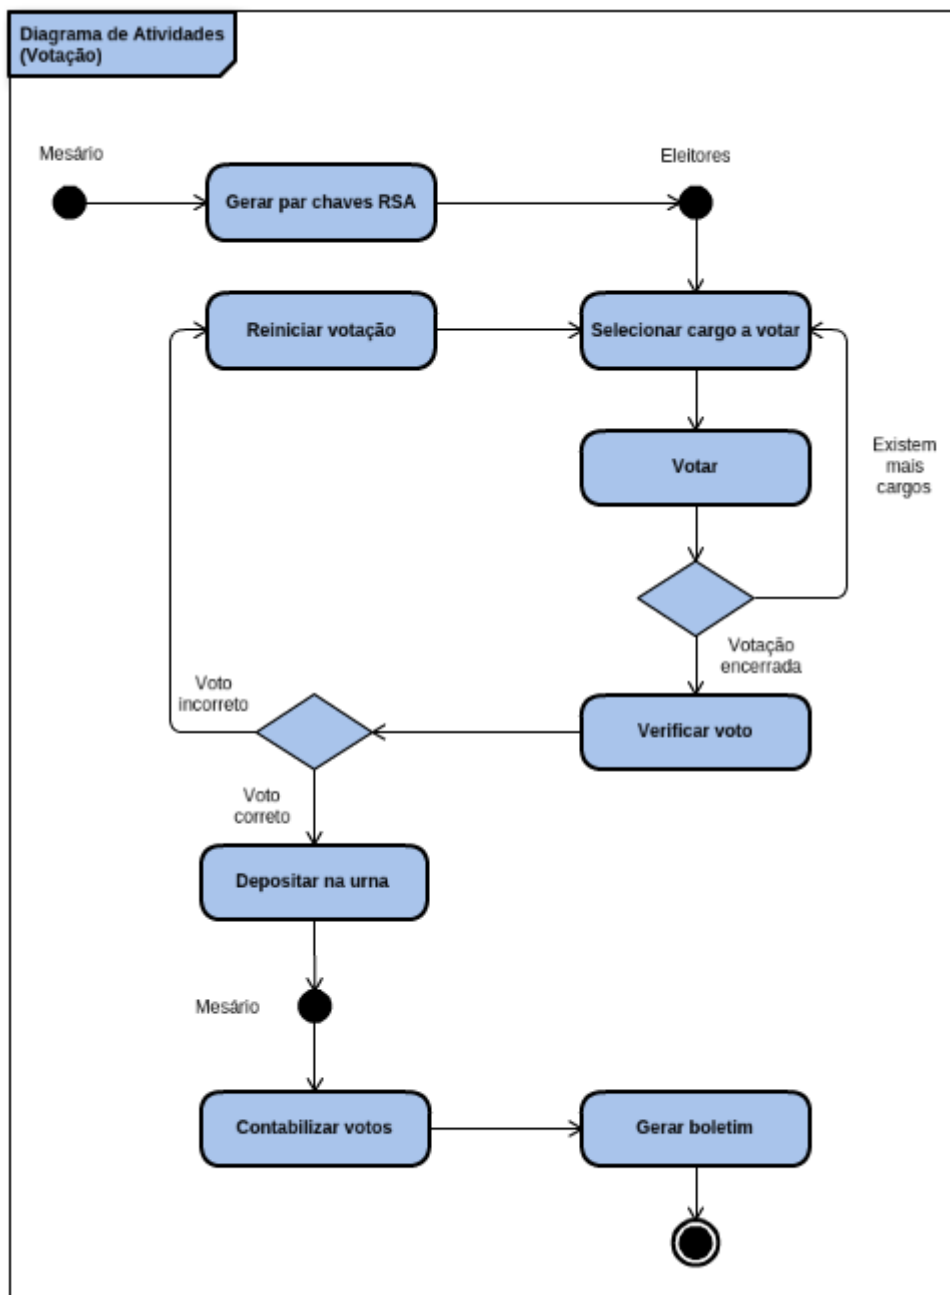 Diagrama de Atividades
(Votação)
Mesário
Eleitores
Gerar par chaves RSA
Reiniciar votação
Selecionar cargo a votar
Existem
mais
cargos
Votar
Votação
encerrada
Voto
incorreto
Verificar voto
Voto
correto
Depositar na urna
Mesário
Contabilizar votos
Gerar boletim